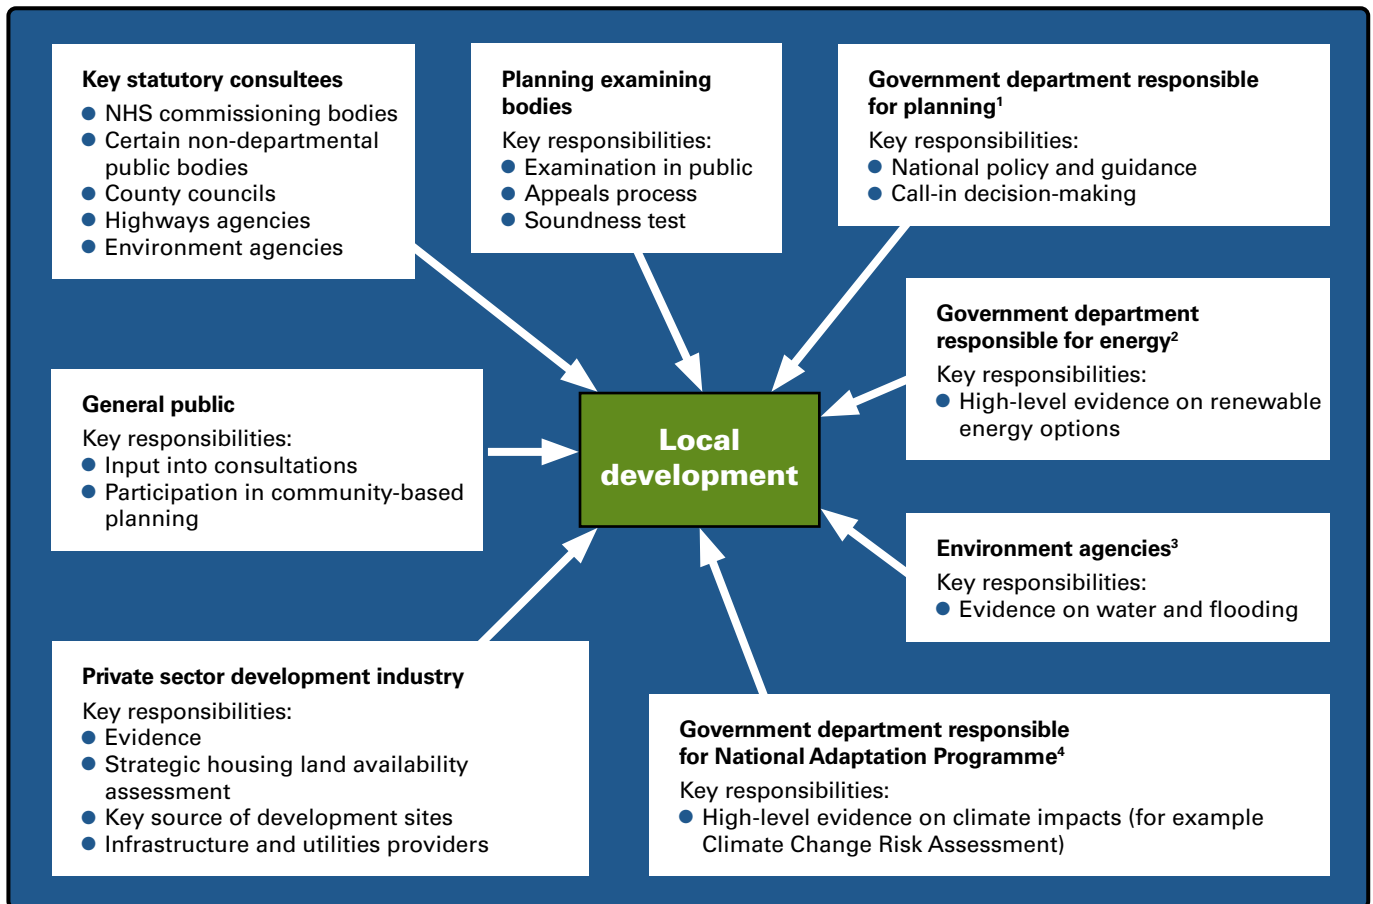 Key statutory consultees
● NHS commissioning bodies
● Certain non-departmental
public bodies
● County councils
● Highways agencies
● Environment agencies
Planning examining
bodies
Key responsibilities:
● Examination in public
● Appeals process
● Soundness test
Government department responsible
for planning¹
Key responsibilities:
● National policy and guidance
● Call-in decision-making
Government department
responsible for energy²
Key responsibilities:
● High-level evidence on renewable
energy options
General public
Key responsibilities:
● Input into consultations
● Participation in community-based
planning
Local
development
Environment agencies³
Key responsibilities:
● Evidence on water and flooding
Private sector development industry
Key responsibilities:
● Evidence
● Strategic housing land availability
assessment
● Key source of development sites
● Infrastructure and utilities providers
Government department responsible
for National Adaptation Programme⁴
Key responsibilities:
● High-level evidence on climate impacts (for example
Climate Change Risk Assessment)